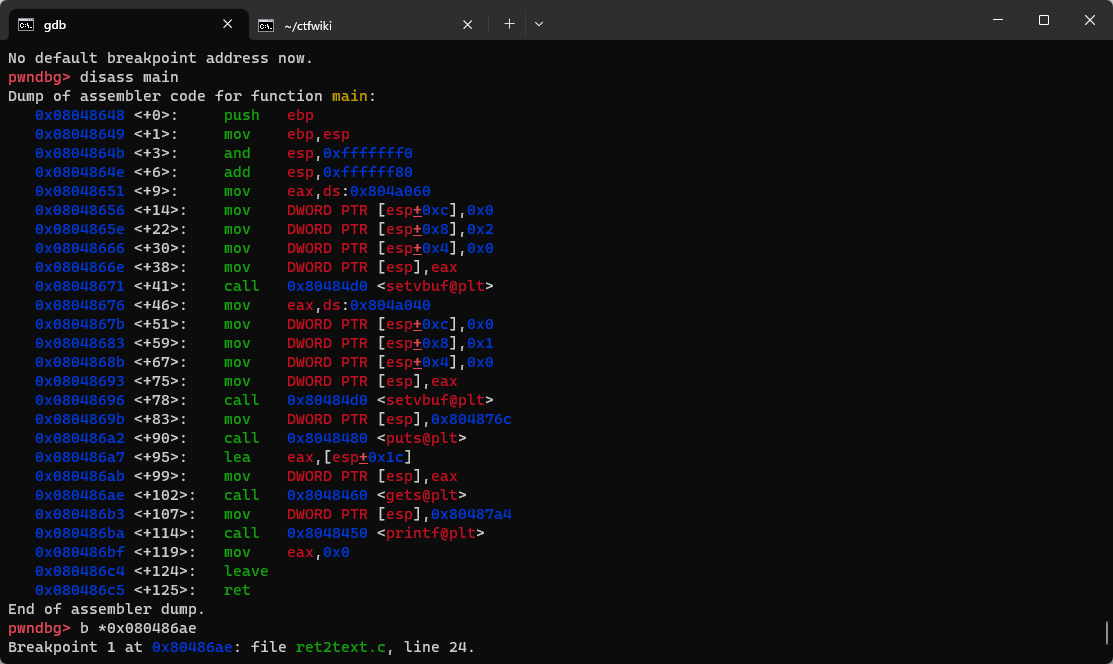 gdb
~/ctfwiki
No default breakpoint address now.
pwndbg> disass main
Dump of assembler code for function main:
   0x08048648 <+0>:     push   ebp
   0x08048649 <+1>:     mov    ebp,esp
   0x0804864b <+3>:     and    esp,0xfffffff0
   0x0804864e <+6>:     add    esp,0xffffff80
   0x08048651 <+9>:     mov    eax,ds:0x804a060
   0x08048656 <+14>:    mov    DWORD PTR [esp+0xc],0x0
   0x0804865e <+22>:    mov    DWORD PTR [esp+0x8],0x2
   0x08048666 <+30>:    mov    DWORD PTR [esp+0x4],0x0
   0x0804866e <+38>:    mov    DWORD PTR [esp],eax
   0x08048671 <+41>:    call   0x80484d0 <setvbuf@plt>
   0x08048676 <+46>:    mov    eax,ds:0x804a040
   0x0804867b <+51>:    mov    DWORD PTR [esp+0xc],0x0
   0x08048683 <+59>:    mov    DWORD PTR [esp+0x8],0x1
   0x0804868b <+67>:    mov    DWORD PTR [esp+0x4],0x0
   0x08048693 <+75>:    mov    DWORD PTR [esp],eax
   0x08048696 <+78>:    call   0x80484d0 <setvbuf@plt>
   0x0804869b <+83>:    mov    DWORD PTR [esp],0x804876c
   0x080486a2 <+90>:    call   0x8048480 <puts@plt>
   0x080486a7 <+95>:    lea    eax,[esp+0x1c]
   0x080486ab <+99>:    mov    DWORD PTR [esp],eax
   0x080486ae <+102>:   call   0x8048460 <gets@plt>
   0x080486b3 <+107>:   mov    DWORD PTR [esp],0x80487a4
   0x080486ba <+114>:   call   0x8048450 <printf@plt>
   0x080486bf <+119>:   mov    eax,0x0
   0x080486c4 <+124>:   leave
   0x080486c5 <+125>:   ret
End of assembler dump.
pwndbg> b *0x080486ae
Breakpoint 1 at 0x80486ae: file ret2text.c, line 24.